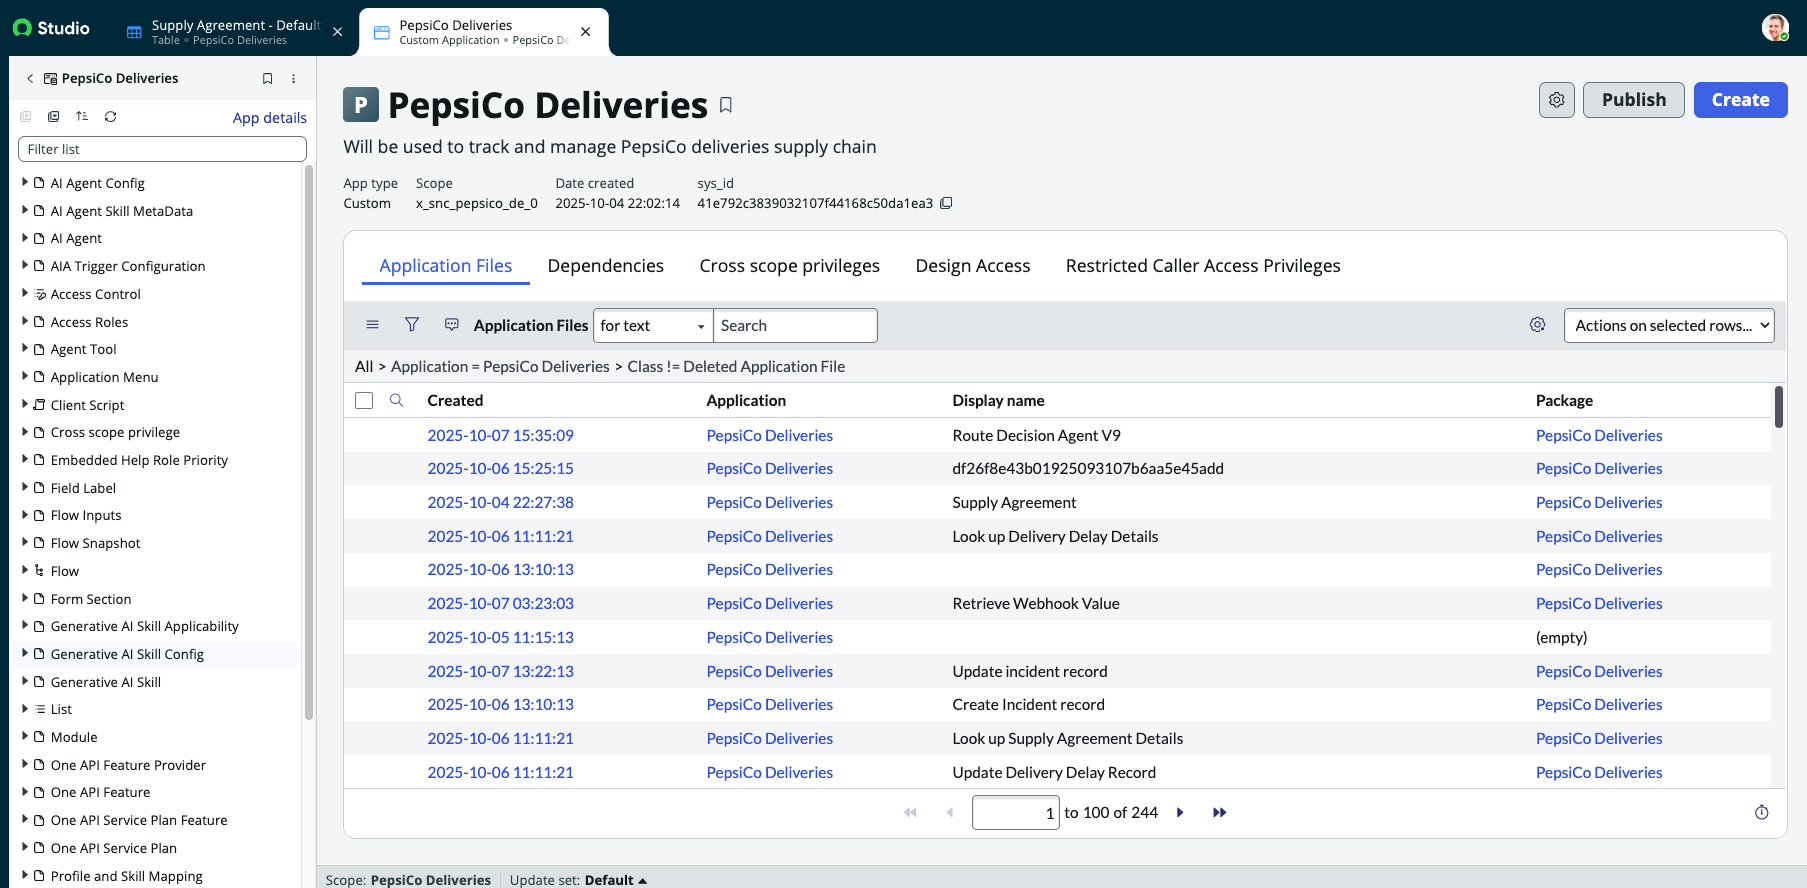 Studio
Supply Agreement - Default
Table • PepsiCo Deliveries
PepsiCo Deliveries
Custom Application • PepsiCo De
PepsiCo Deliveries
App details
Filter list
AI Agent Config
AI Agent Skill MetaData
AI Agent
AIA Trigger Configuration
Access Control
Access Roles
Agent Tool
Application Menu
Client Script
Cross scope privilege
Embedded Help Role Priority
Field Label
Flow Inputs
Flow Snapshot
Flow
Form Section
Generative AI Skill Applicability
Generative AI Skill Config
Generative AI Skill
List
Module
One API Feature Provider
One API Feature
One API Service Plan Feature
One API Service Plan
Profile and Skill Mapping
P PepsiCo Deliveries
Publish
Create
Will be used to track and manage PepsiCo deliveries supply chain
App type Scope Date created sys_id
Custom x_snc_pepsico_de_0 2025-10-04 22:02:14 41e792c3839032107f44168c50da1ea3
Application Files Dependencies Cross scope privileges Design Access Restricted Caller Access Privileges
Application Files for text Search Actions on selected rows...
All > Application = PepsiCo Deliveries > Class != Deleted Application File
Created Application Display name Package
2025-10-07 15:35:09 PepsiCo Deliveries Route Decision Agent V9 PepsiCo Deliveries
2025-10-06 15:25:15 PepsiCo Deliveries df26f8e43b01925093107b6aa5e45add PepsiCo Deliveries
2025-10-04 22:27:38 PepsiCo Deliveries Supply Agreement PepsiCo Deliveries
2025-10-06 11:11:21 PepsiCo Deliveries Look up Delivery Delay Details PepsiCo Deliveries
2025-10-06 13:10:13 PepsiCo Deliveries PepsiCo Deliveries
2025-10-07 03:23:03 PepsiCo Deliveries Retrieve Webhook Value PepsiCo Deliveries
2025-10-05 11:15:13 PepsiCo Deliveries (empty)
2025-10-07 13:22:13 PepsiCo Deliveries Update incident record PepsiCo Deliveries
2025-10-06 13:10:13 PepsiCo Deliveries Create Incident record PepsiCo Deliveries
2025-10-06 11:11:21 PepsiCo Deliveries Look up Supply Agreement Details PepsiCo Deliveries
2025-10-06 11:11:21 PepsiCo Deliveries Update Delivery Delay Record PepsiCo Deliveries
1 to 100 of 244
Scope: PepsiCo Deliveries Update set: Default